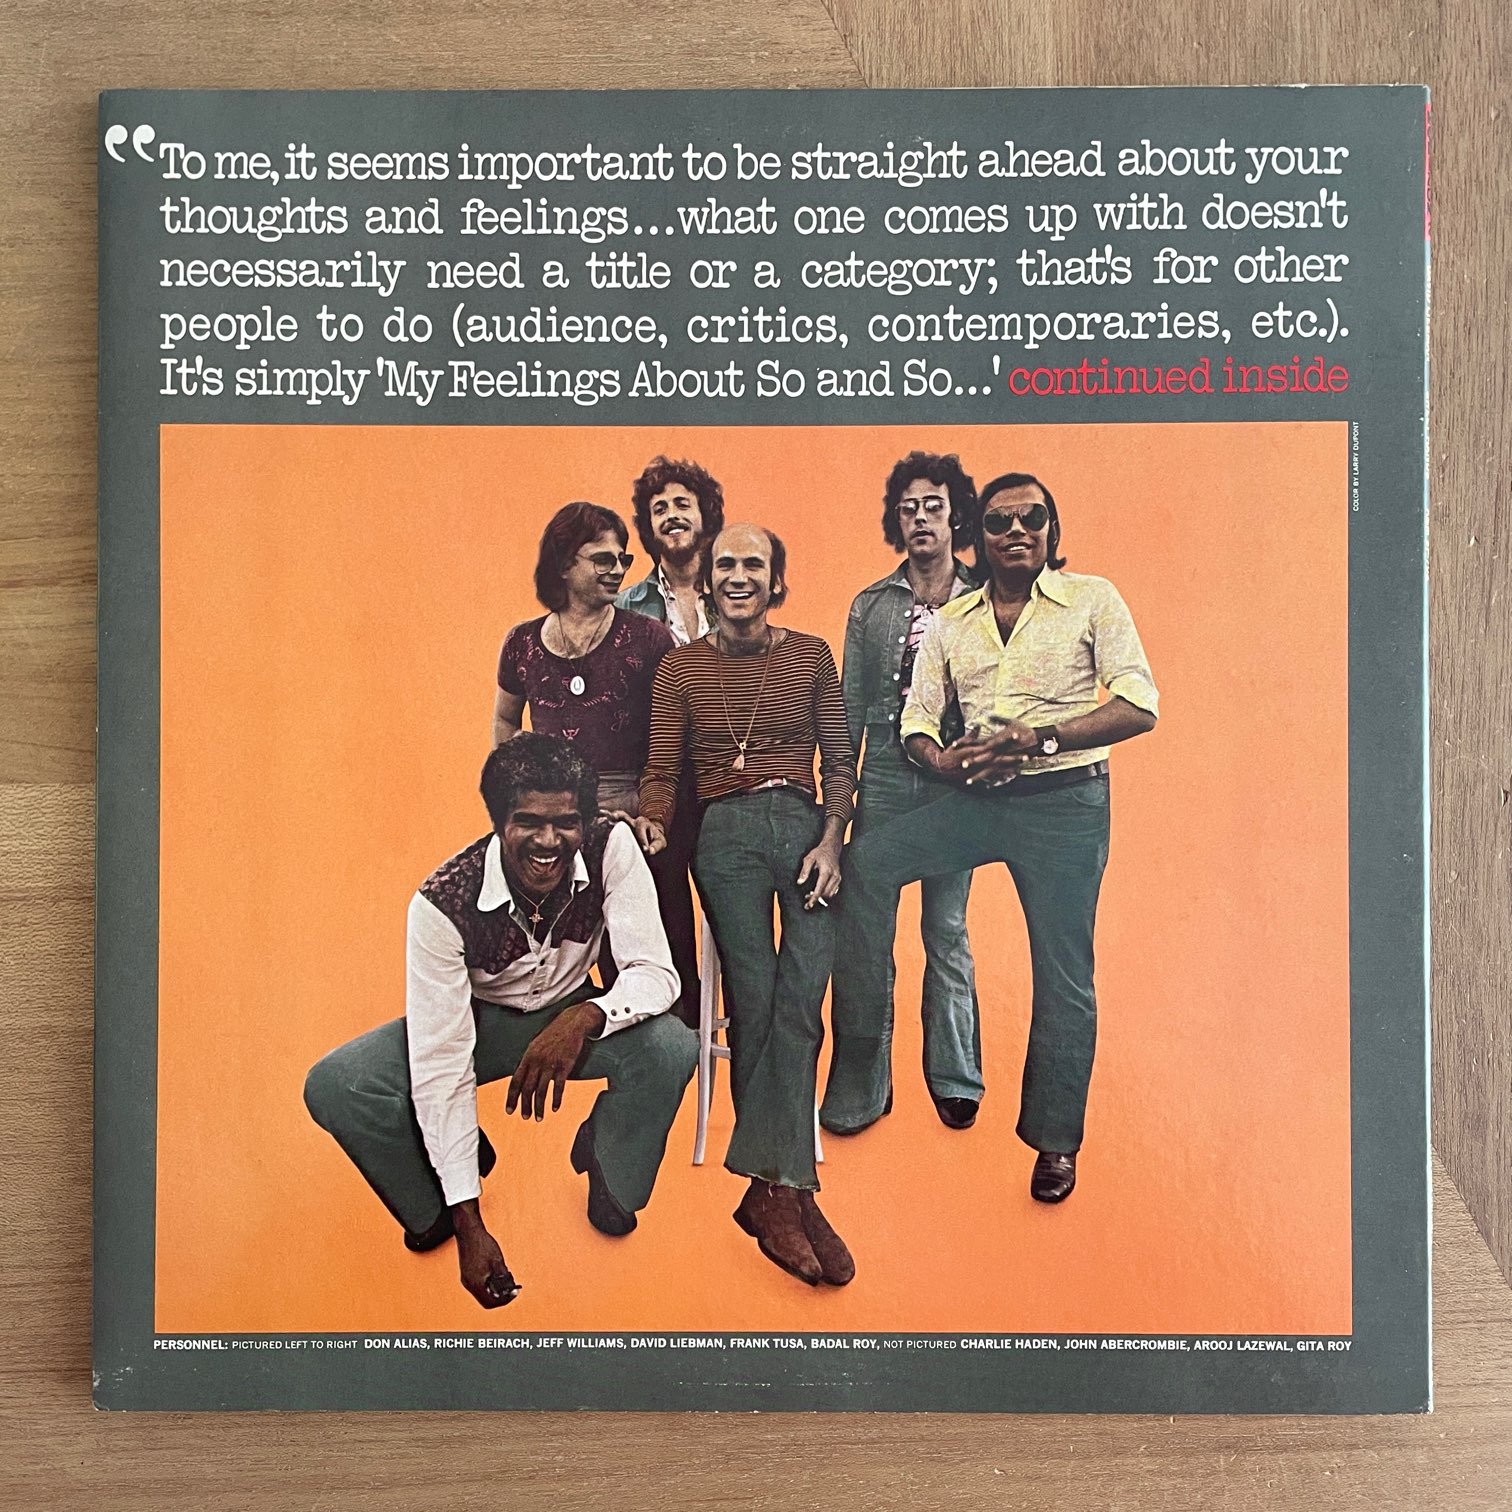 “To me, it seems important to be straight ahead about your
thoughts and feelings...what one comes up with doesn't
necessarily need a title or a category; that's for other
people to do (audience, critics, contemporaries, etc.).
It's simply 'My Feelings About So and So...' continued inside
COLOR BY LARRY DUPONT
PERSONNEL: PICTURED LEFT TO RIGHT DON ALIAS, RICHIE BEIRACH, JEFF WILLIAMS, DAVID LIEBMAN, FRANK TUSA, BADAL ROY, NOT PICTURED CHARLIE HADEN, JOHN ABERCROMBIE, AROOJ LAZEWAL, GITA ROY